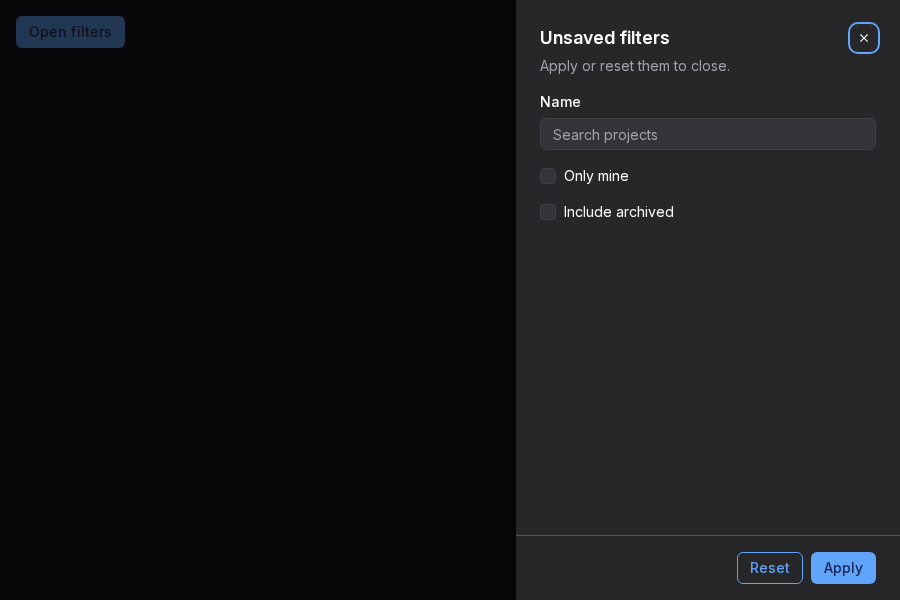 Open filters
Unsaved filters
Apply or reset them to close.
Name
Search projects
Only mine
Include archived
Reset
Apply